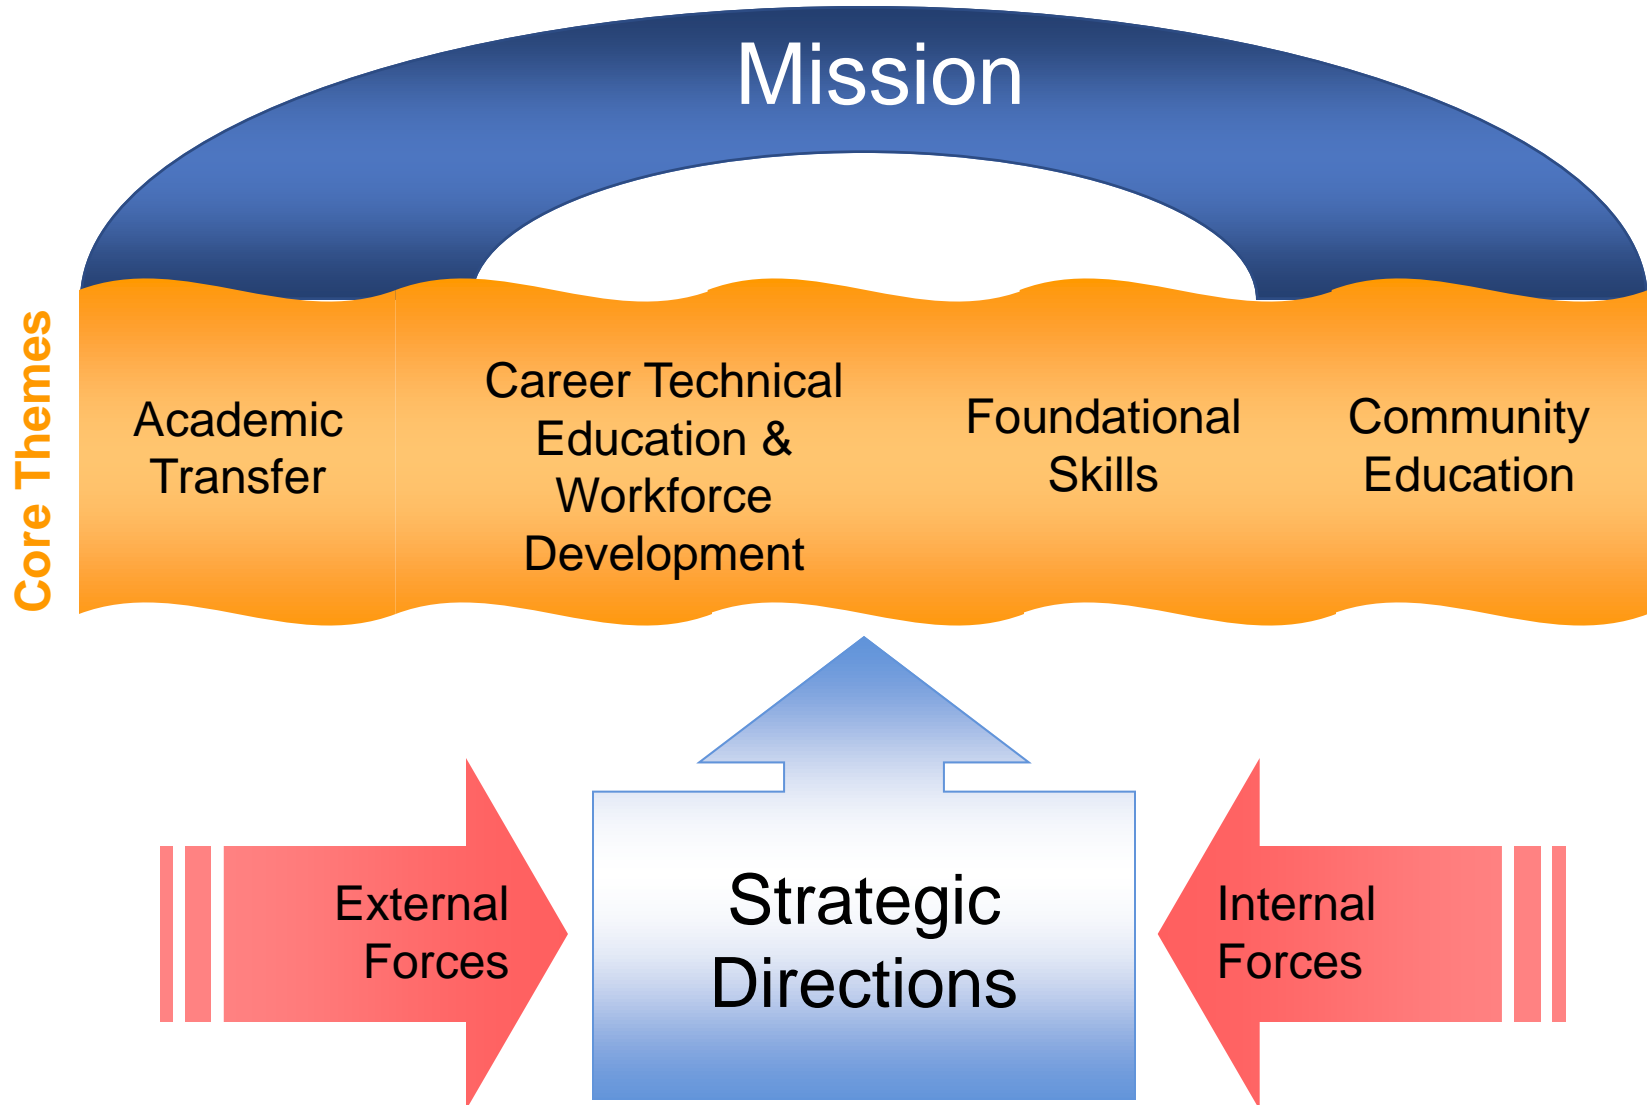 Mission
Core Themes
Academic
Transfer
Career Technical
Education &
Workforce
Development
Foundational
Skills
Community
Education
External
Forces
Strategic
Directions
Internal
Forces